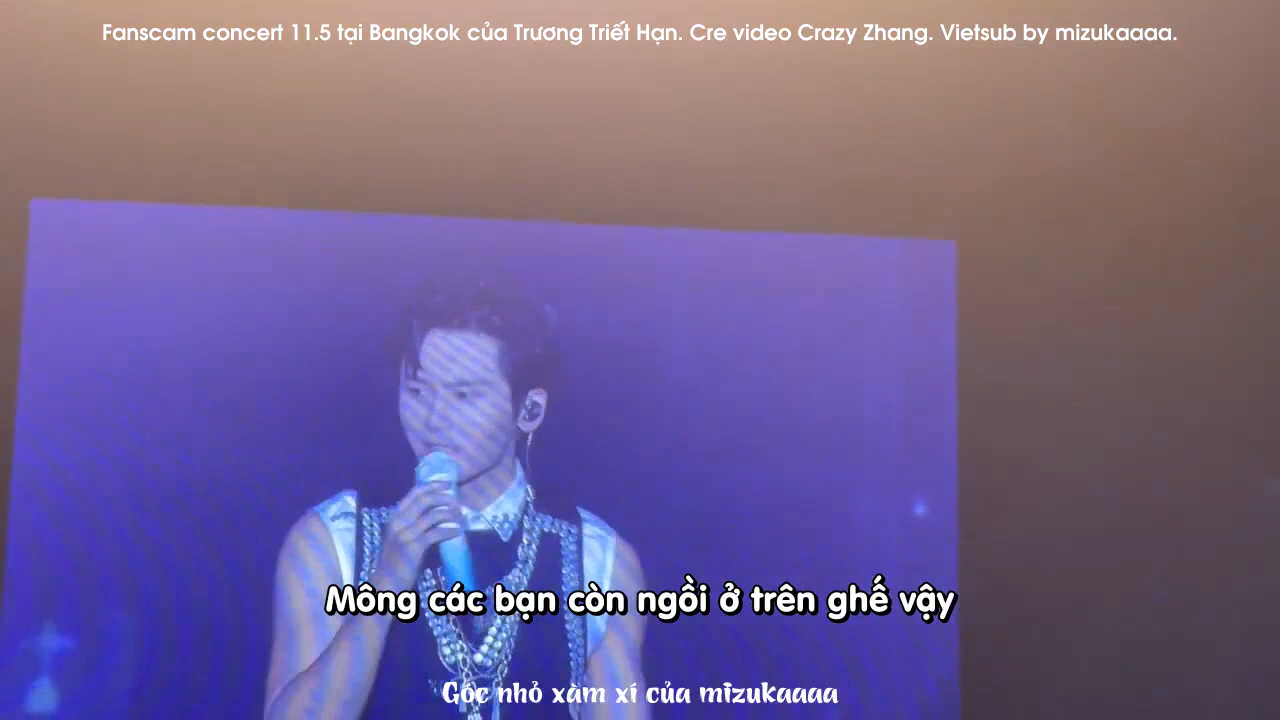 Fanscam concert 11.5 tại Bangkok của Trương Triết Hạn. Cre video Crazy Zhang. Vietsub by mizukaaaa.
Mông các bạn còn ngồi ở trên ghế vậy
Góc nhỏ xàm xí của mizukaaaa